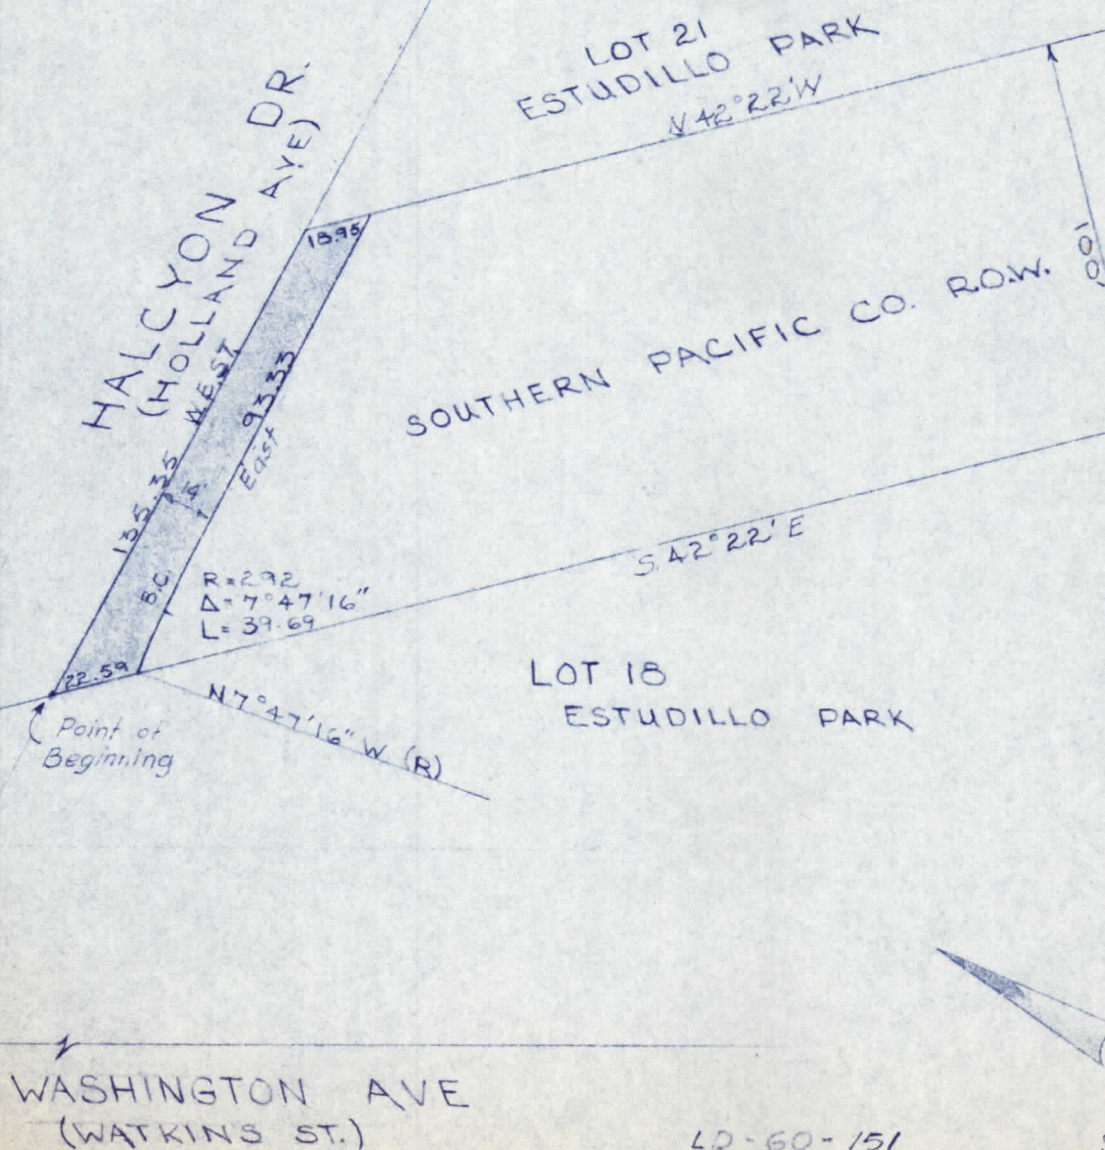 LOT 21
ESTUDILLO PARK
N 42°22'W
HALCYON DR.
(HOLLAND AVE)
18.95
WEST
135.35
93.33
East
14'
100'
SOUTHERN PACIFIC CO. R.O.W.
B.C.
R=292
Δ=7°47'16"
L=39.69
S.42°22'E
22.59
LOT 18
ESTUDILLO PARK
N7°47'16"W (R)
Point of
Beginning
WASHINGTON AVE
(WATKINS ST.)
LD-60-151